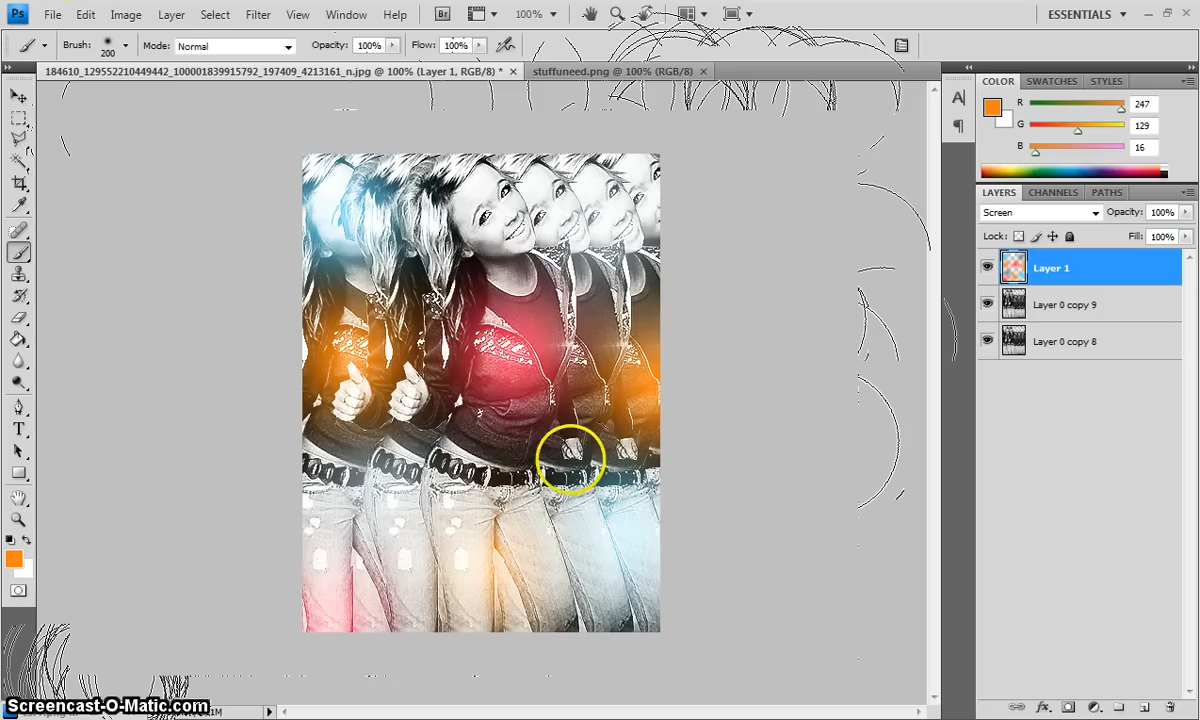 Ps File Edit Image Layer Select Filter View Window Help Br 100% ESSENTIALS
Brush: 200 Mode: Normal Opacity: 100% Flow: 100%
184610_129552210449442_100001839915792_197409_4213161_n.jpg @ 100% (Layer 1, RGB/8) * stuffuneed.png @ 100% (RGB/8)
COLOR SWATCHES STYLES
R 247
G 129
B 16
LAYERS CHANNELS PATHS
Screen Opacity: 100%
Lock: Fill: 100%
Layer 1
Layer 0 copy 9
Layer 0 copy 8
Screencast-O-Matic.com